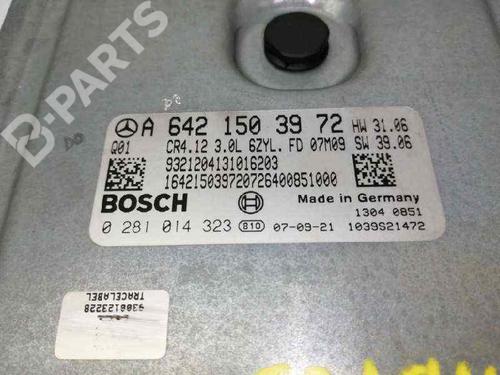 B-PARTS
A 642 150 39 72 HW 31.06
Q01 CR4.12 3.0L 6ZYL. FD 07M09 SW 39.06
9321204131016203
16421503972072640085100
BOSCH Made in Germany
1304 0851
0 281 014 323 810 07-09-21 1039S21472
9306123228
TRACELABEL